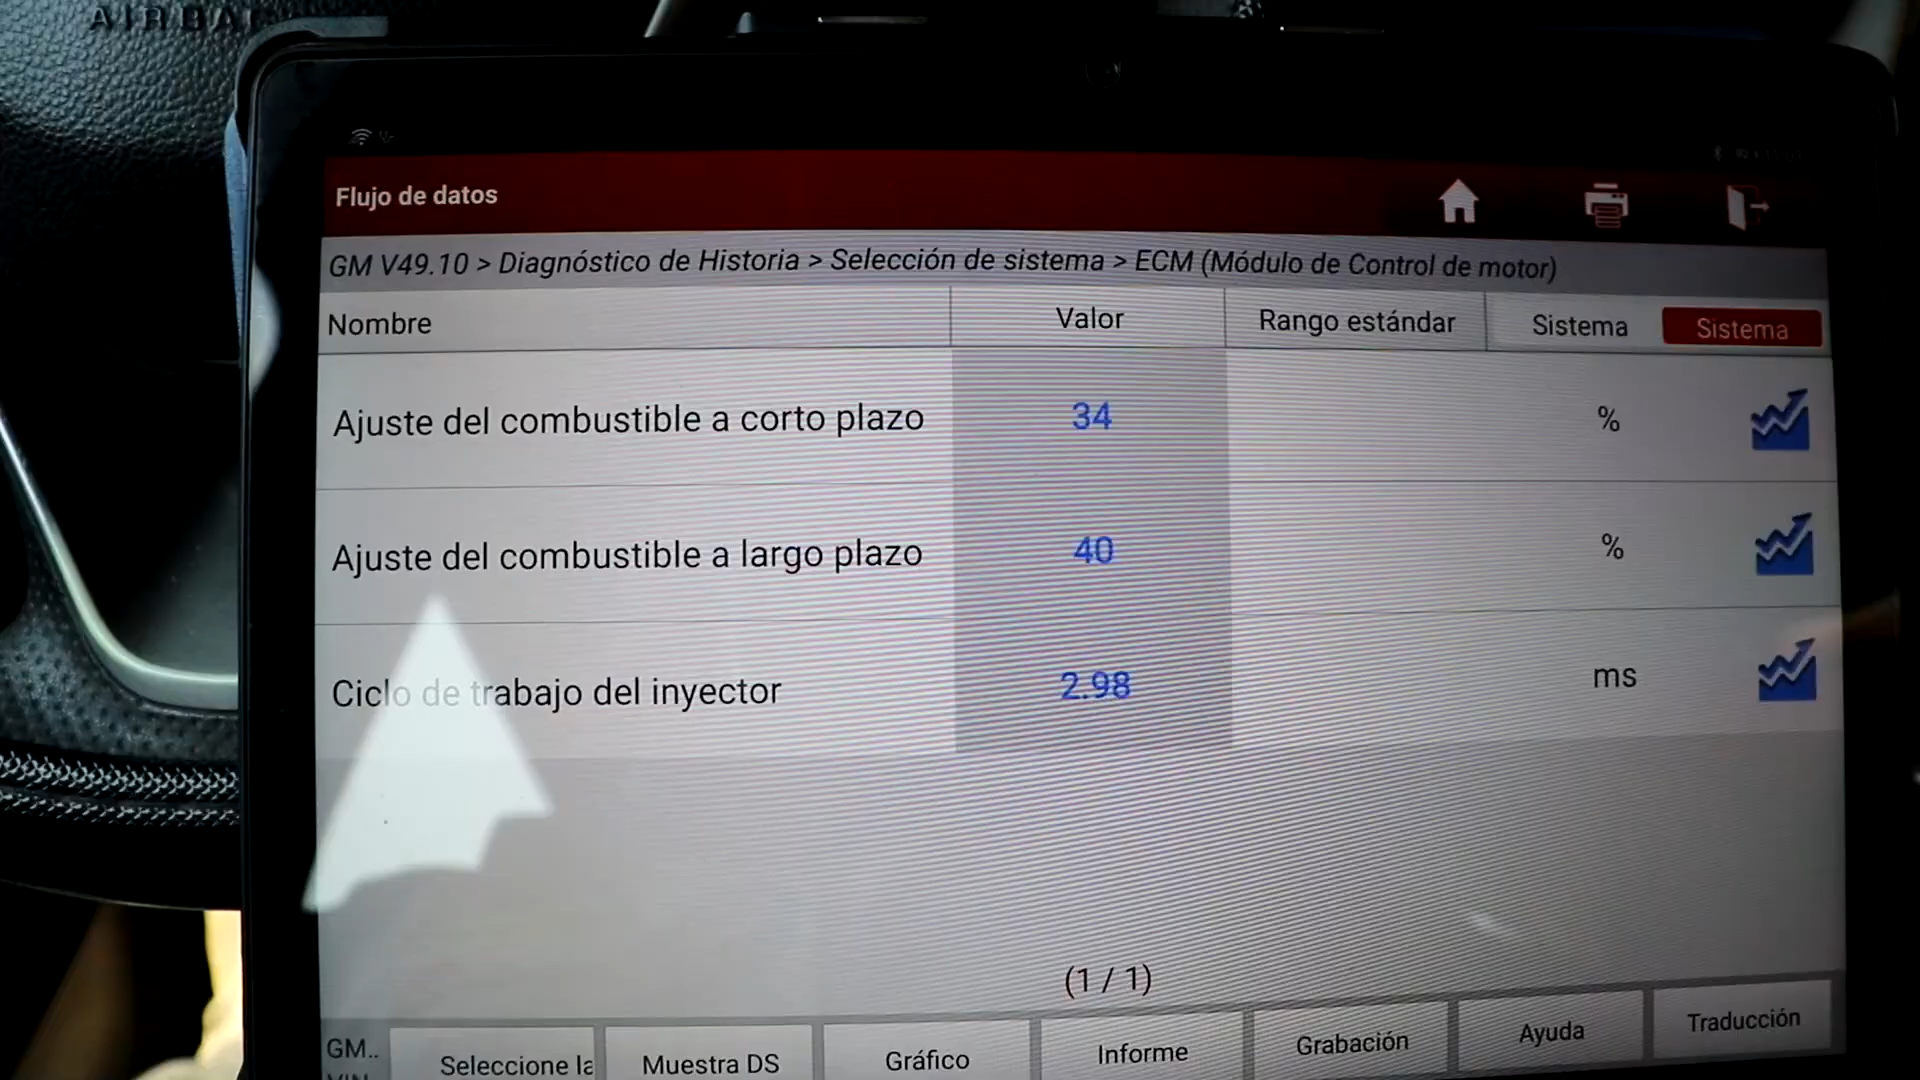 AIRBAG
Flujo de datos
GM V49.10 > Diagnóstico de Historia > Selección de sistema > ECM (Módulo de Control de motor)
Nombre Valor Rango estándar Sistema Sistema
Ajuste del combustible a corto plazo 34 %
Ajuste del combustible a largo plazo 40 %
Ciclo de trabajo del inyector 2.98 ms
(1 / 1)
GM.. Seleccione la Muestra DS Gráfico Informe Grabación Ayuda Traducción